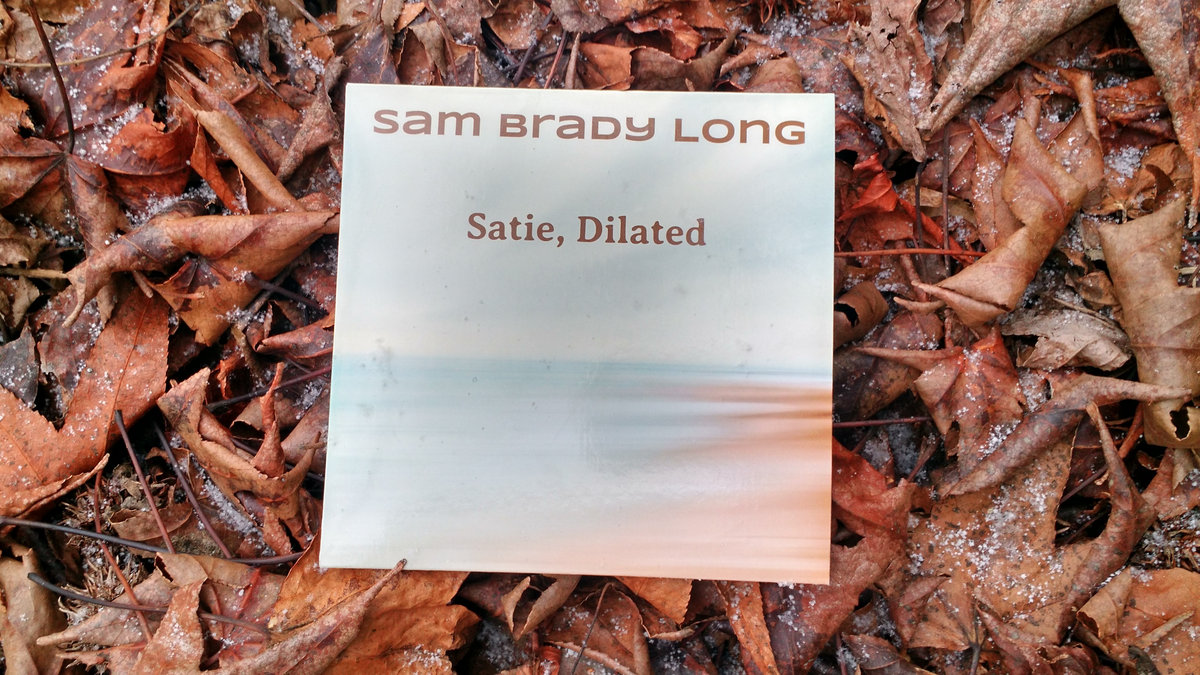 Sam Brady Long
Satie, Dilated